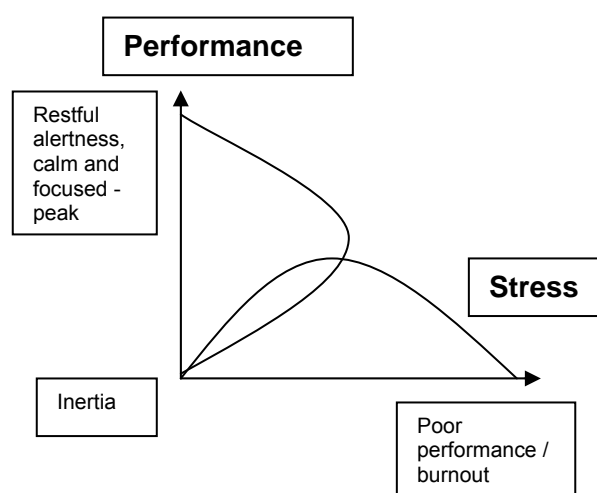 Performance
Restful
alertness,
calm and
focused -
peak
Stress
Inertia
Poor
performance /
burnout